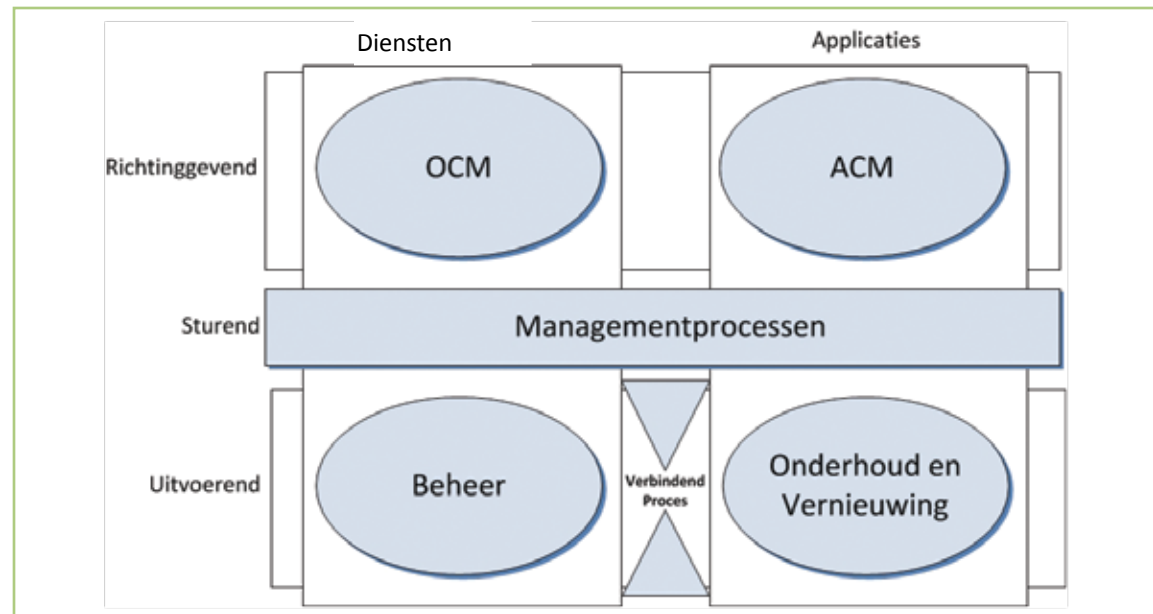 Diensten
Applicaties
Richtinggevend
OCM
ACM
Sturend
Managementprocessen
Uitvoerend
Beheer
Verbindend
Proces
Onderhoud en
Vernieuwing